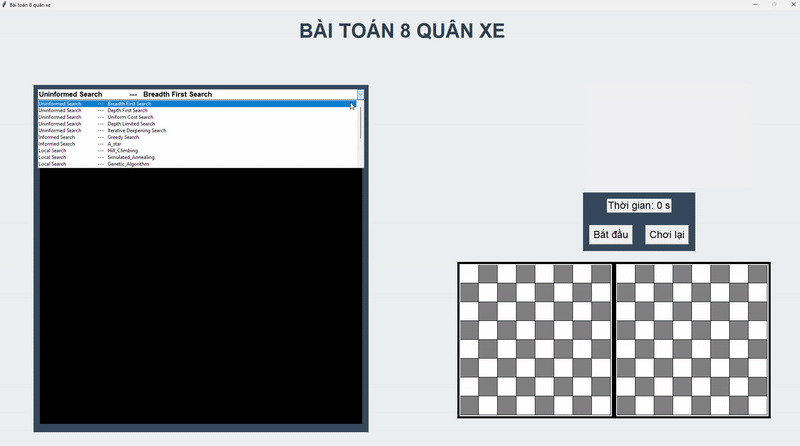 Bài toán 8 quân xe
BÀI TOÁN 8 QUÂN XE
Uninformed Search --- Breadth First Search
Uninformed Search --- Breadth First Search
Uninformed Search --- Depth First Search
Uninformed Search --- Uniform Cost Search
Uninformed Search --- Depth Limited Search
Uninformed Search --- Iterative Deepening Search
Informed Search --- Greedy Search
Informed Search --- A_star
Local Search --- Hill_Climbing
Local Search --- Simulated_Annealing
Local Search --- Genetic_Algorithm
Thời gian: 0 s
Bắt đầu Chơi lại